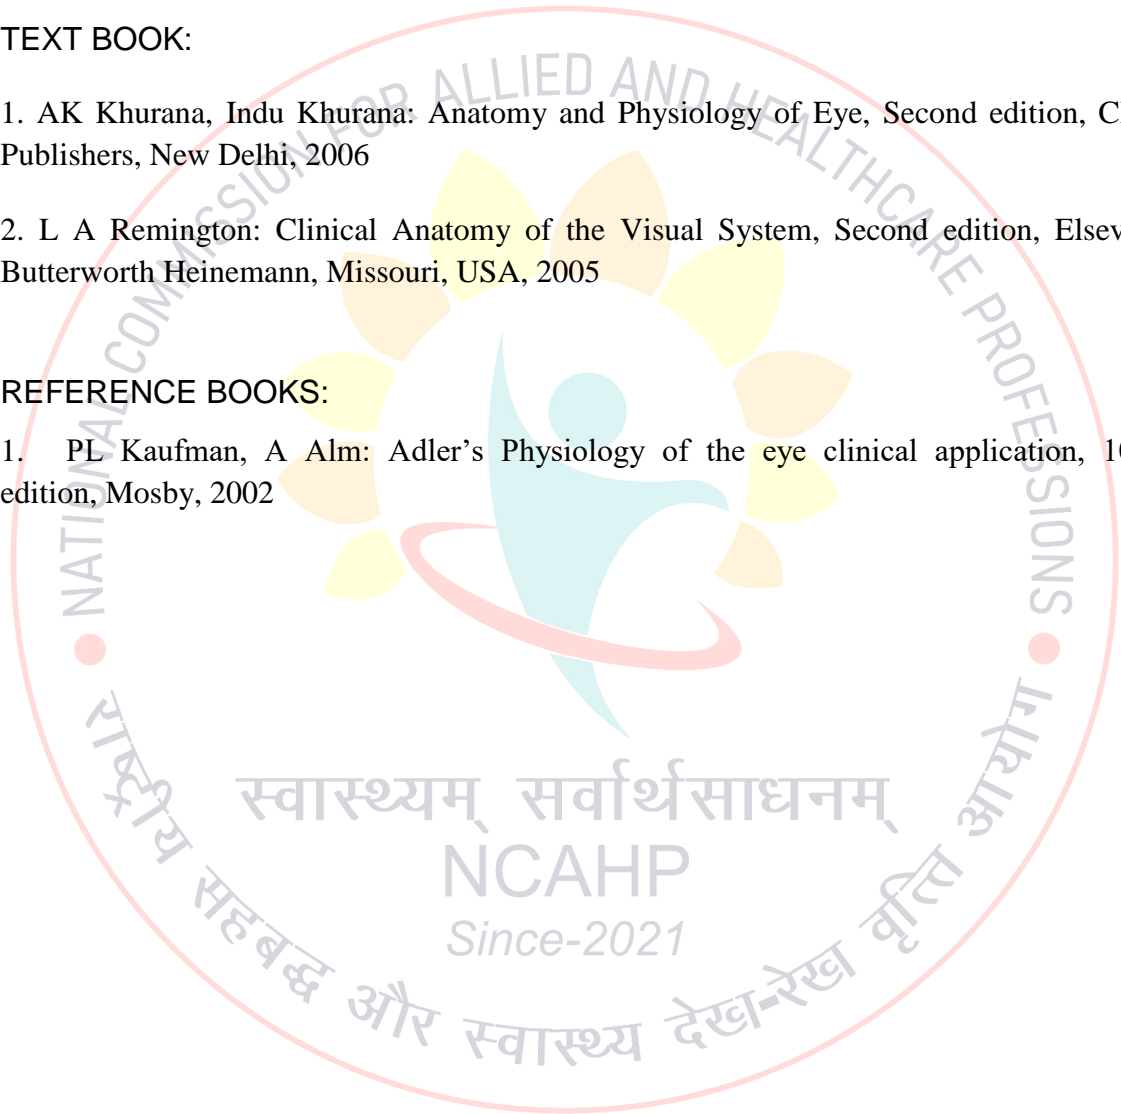 TEXT BOOK:
1. AK Khurana, Indu Khurana: Anatomy and Physiology of Eye, Second edition,
Publishers, New Delhi, 2006
2. L A Remington: Clinical Anatomy of the Visual System, Second edition,
Butterworth Heinemann, Missouri, USA, 2005
REFERENCE BOOKS:
1. PL Kaufman, A Alm: Adler’s Physiology of the eye clinical application,
edition, Mosby, 2002
NATIONAL COMMISSION FOR ALLIED AND HEALTHCARE PROFESSIONS
स्वास्थ्यम् सर्वार्थसाधनम्
NCAHP
Since-2021
राष्ट्रीय सहबद्ध और स्वास्थ्य देख-रेख वृत्ति आयोग